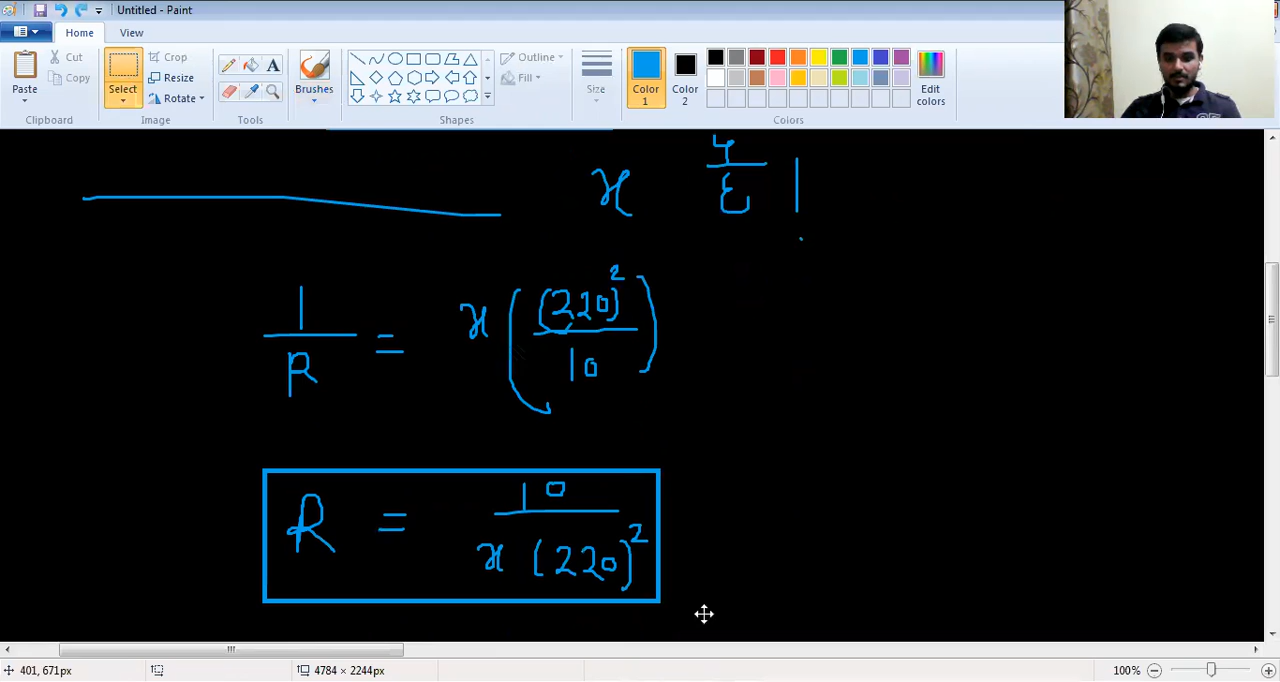 Untitled - Paint
Home View
Paste
Cut
Copy
Clipboard
Select
Crop
Resize
Rotate
Image
Tools
Brushes
Outline
Fill
Shapes
Size
Color 1
Color 2
Edit colors
Colors
x
1/R = x ((220)²/10)
R = 10/x (220)²
401, 671px
4784 × 2244px
100%